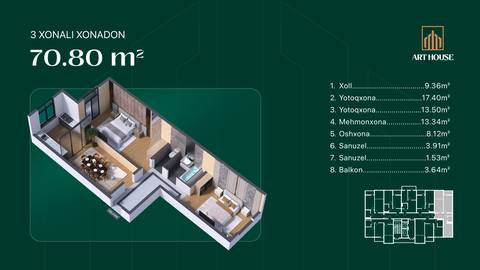 3 XONALI XONADON
70.80 m²
ART HOUSE
1. Xoll.............................9.36m²
2. Yotoqxona...................17.40m²
3. Yotoqxona...................13.50m²
4. Mehmonxona..............13.34m²
5. Oshxona......................8.12m²
6. Sanuzel.......................3.91m²
7. Sanuzel.......................1.53m²
8. Balkon.........................3.64m²